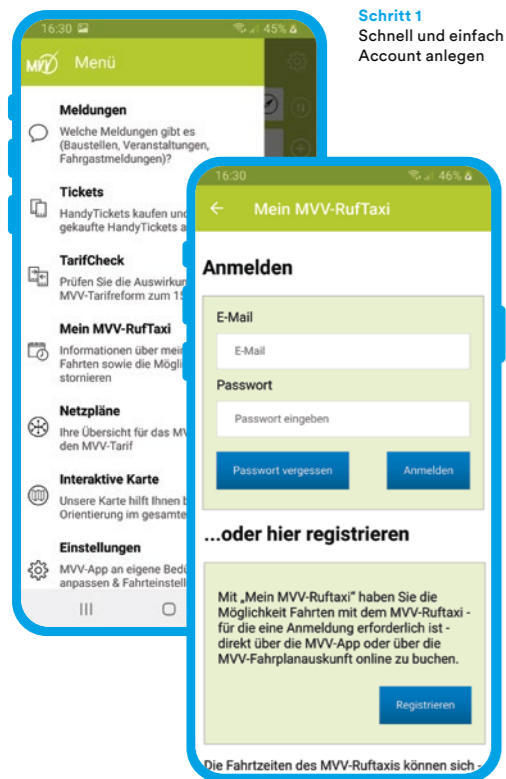 Schritt 1
Schnell und einfach
Account anlegen
16:30 45%
MVV Menü
Meldungen
Welche Meldungen gibt es
(Baustellen, Veranstaltungen,
Fahrgastmeldungen)?
Tickets
HandyTickets kaufen und
gekaufte HandyTickets a
TarifCheck
Prüfen Sie die Auswirkun
MVV-Tarifreform zum 1
Mein MVV-RufTaxi
Informationen über mein
Fahrten sowie die Mögli
stornieren
Netzpläne
Ihre Übersicht für das MV
den MVV-Tarif
Interaktive Karte
Unsere Karte hilft Ihnen b
Orientierung im gesamte
Einstellungen
MVV-App an eigene Bedü
anpassen & Fahrteinstell
16:30 46%
Mein MVV-RufTaxi
Anmelden
E-Mail
E-Mail
Passwort
Passwort eingeben
Passwort vergessen Anmelden
...oder hier registrieren
Mit „Mein MVV-Ruftaxi“ haben Sie die
Möglichkeit Fahrten mit dem MVV-Ruftaxi -
für die eine Anmeldung erforderlich ist -
direkt über die MVV-App oder über die
MVV-Fahrplanauskunft online zu buchen.
Registrieren
Die Fahrtzeiten des MVV-Ruftaxis können sich -